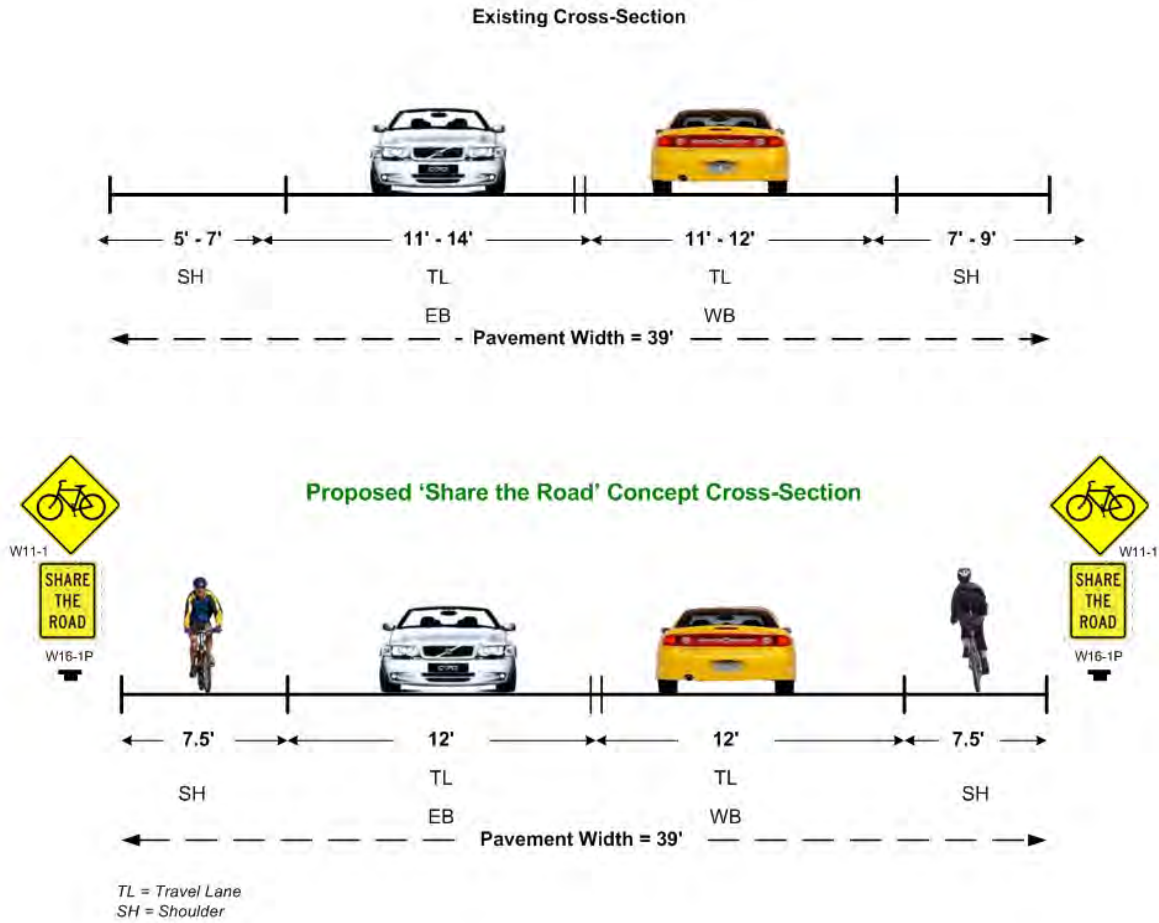 Existing Cross-Section
5' - 7' 11' - 14' 11' - 12' 7' - 9'
SH TL TL SH
EB WB
Pavement Width = 39'
Proposed ‘Share the Road’ Concept Cross-Section
W11-1 W11-1
SHARE SHARE
THE THE
ROAD ROAD
W16-1P W16-1P
7.5' 12' 12' 7.5'
SH TL TL SH
EB WB
Pavement Width = 39'
TL = Travel Lane
SH = Shoulder